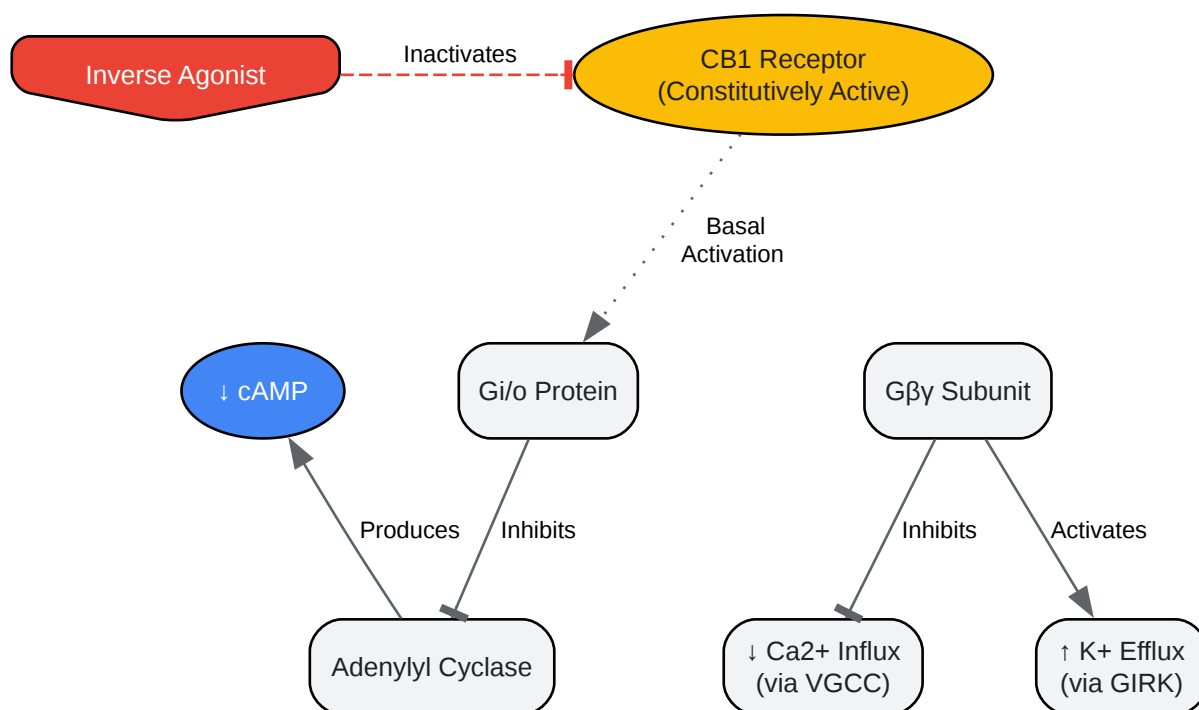 Inactivates
Inverse Agonist
CB1 Receptor
(Constitutively Active)
Basal
Activation
↓ cAMP
Gi/o Protein
Gβγ Subunit
Produces
Inhibits
Inhibits
Activates
Adenylyl Cyclase
↓ Ca2+ Influx
(via VGCC)
↑ K+ Efflux
(via GIRK)